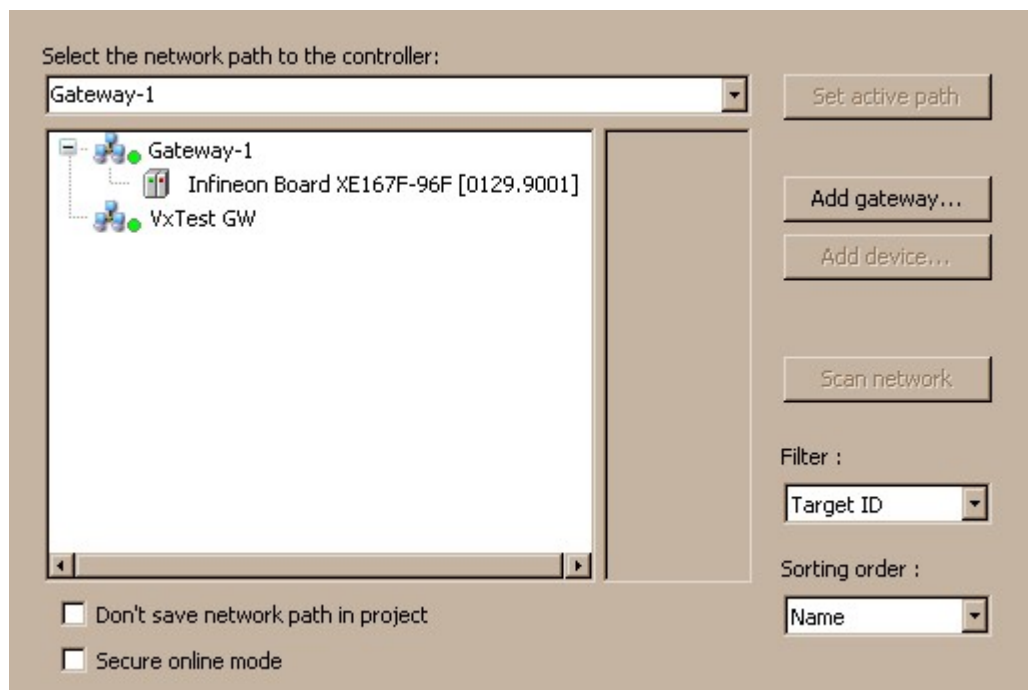 Select the network path to the controller:
Gateway-1
Set active path
Gateway-1
Infineon Board XE167F-96F [0129.9001]
VxTest GW
Add gateway...
Add device...
Scan network
Filter :
Target ID
Sorting order :
Name
Don't save network path in project
Secure online mode